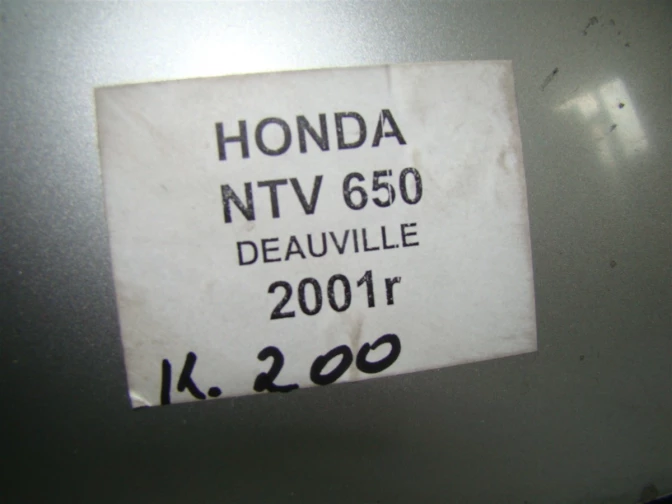 HONDA
NTV 650
DEAUVILLE
2001r
K. 200